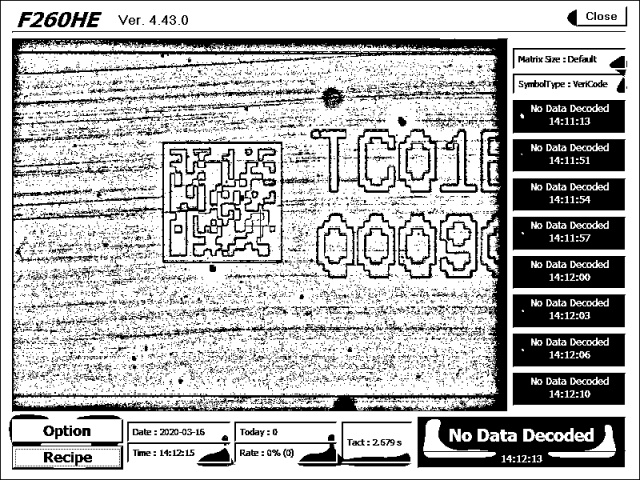 F260HE Ver. 4.43.0
Close
Matrix Size : Default
SymbolType : VeriCode
No Data Decoded
14:11:13
No Data Decoded
14:11:51
No Data Decoded
14:11:54
No Data Decoded
14:11:57
No Data Decoded
14:12:00
No Data Decoded
14:12:03
No Data Decoded
14:12:06
No Data Decoded
14:12:10
TC01
0009
Option
Recipe
Date : 2020-03-16
Time : 14:12:15
Today : 0
Rate : 0% (0)
Tact : 2.679 s
No Data Decoded
14:12:13